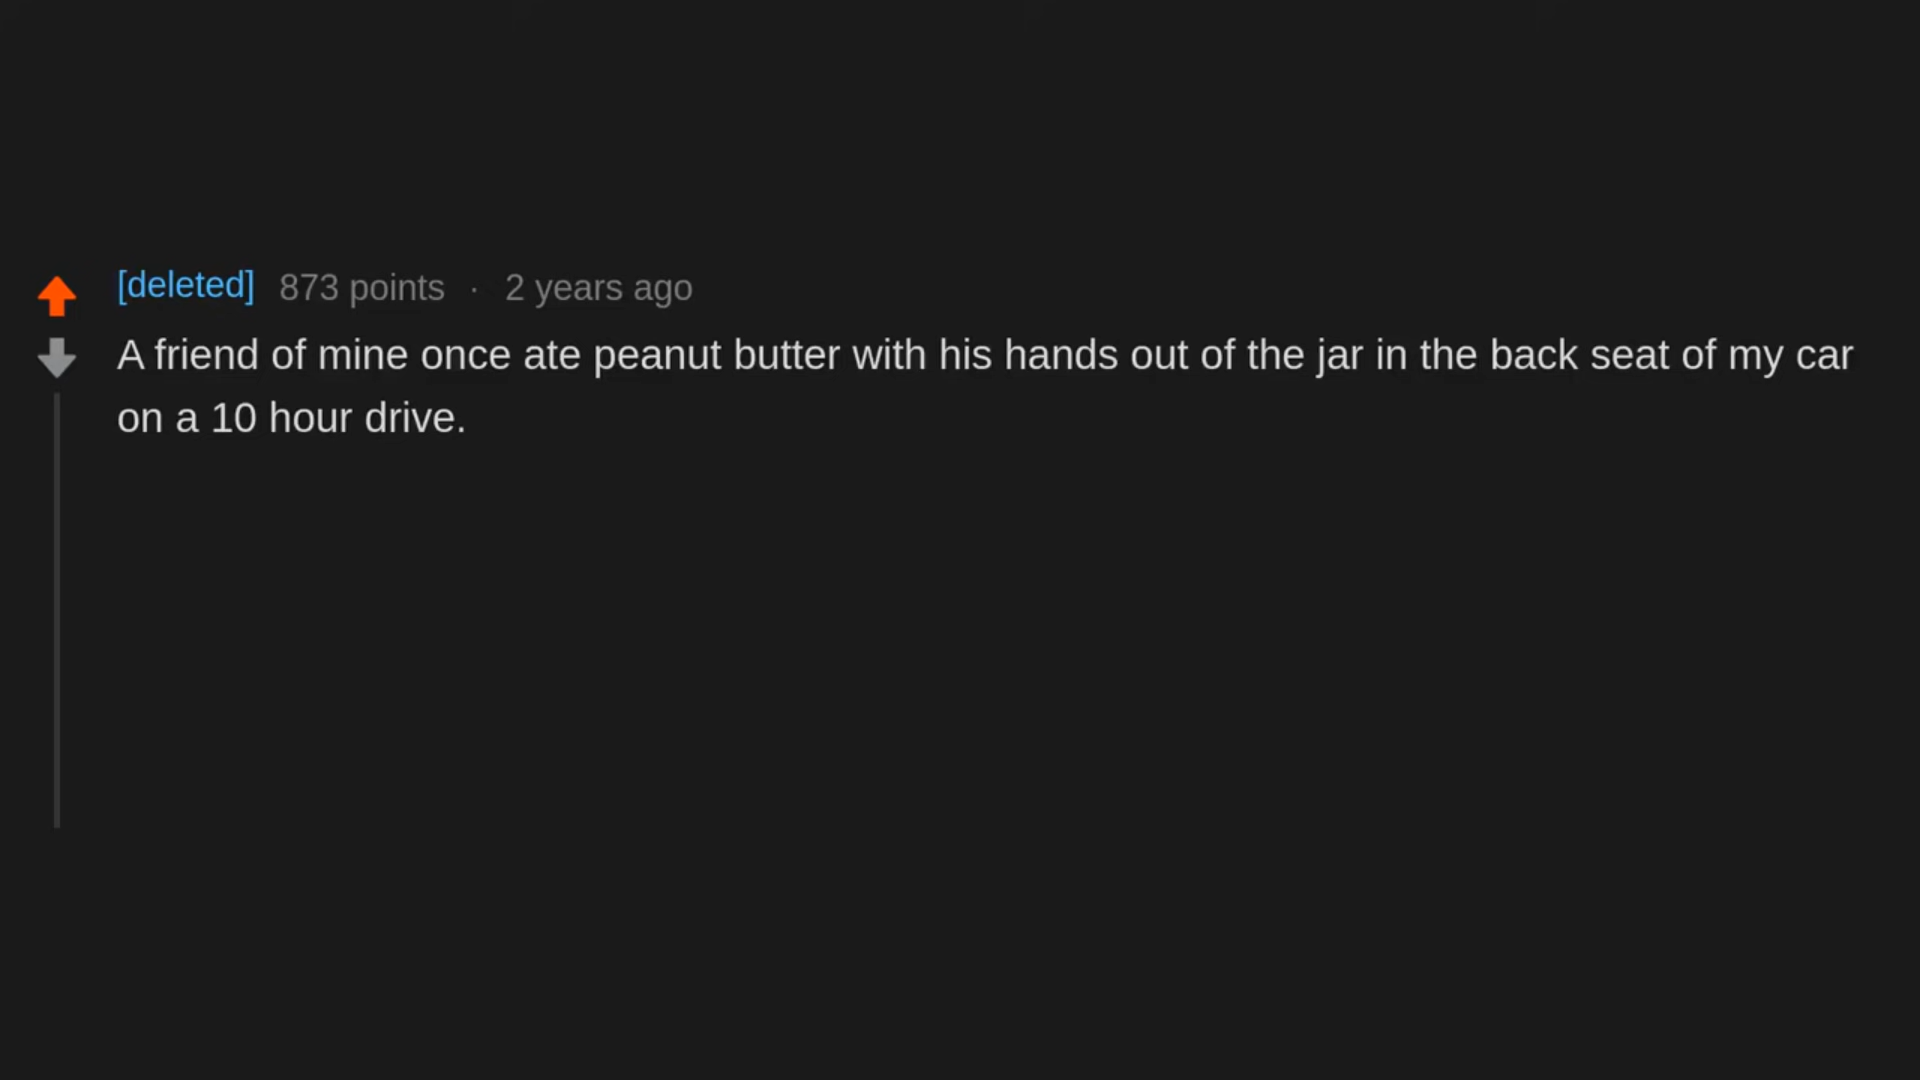 [deleted] 873 points · 2 years ago
A friend of mine once ate peanut butter with his hands out of the jar in the back seat of my car
on a 10 hour drive.